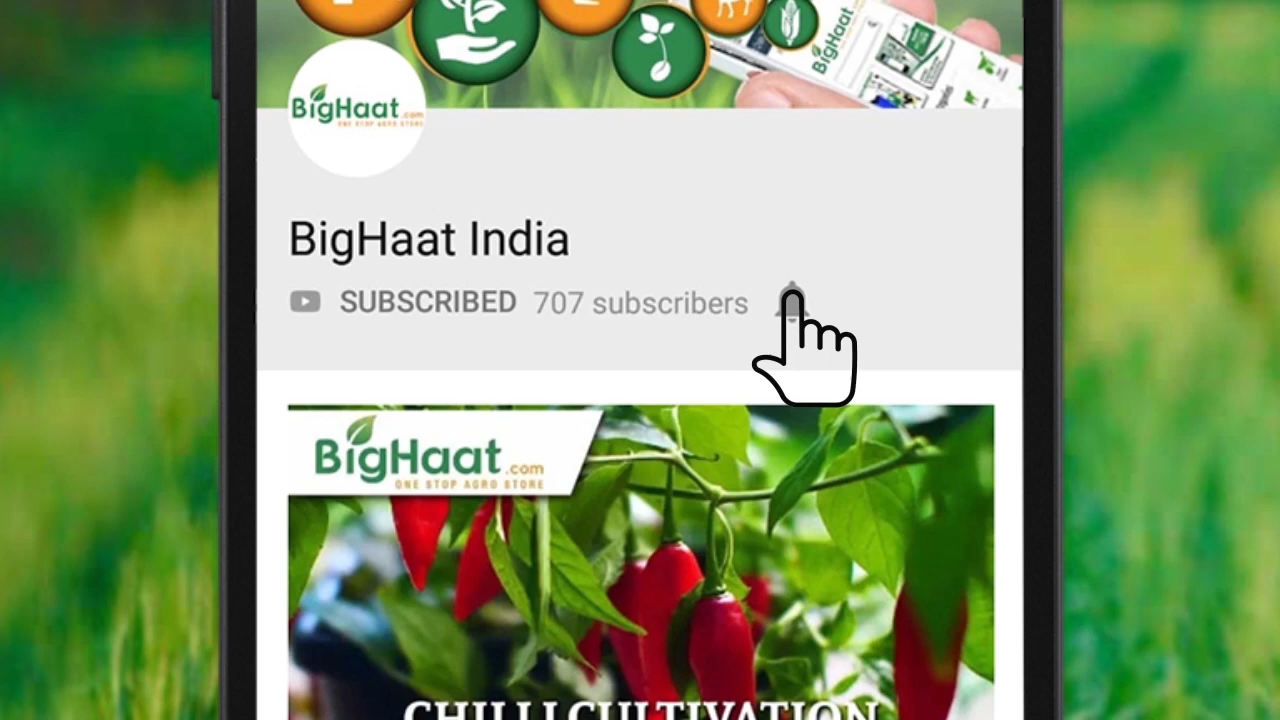 BigHaat
BigHaat.com
ONE STOP AGRO STORE
BigHaat India
SUBSCRIBED 707 subscribers
BigHaat.com
ONE STOP AGRO STORE
CHILLI CULTIVATION